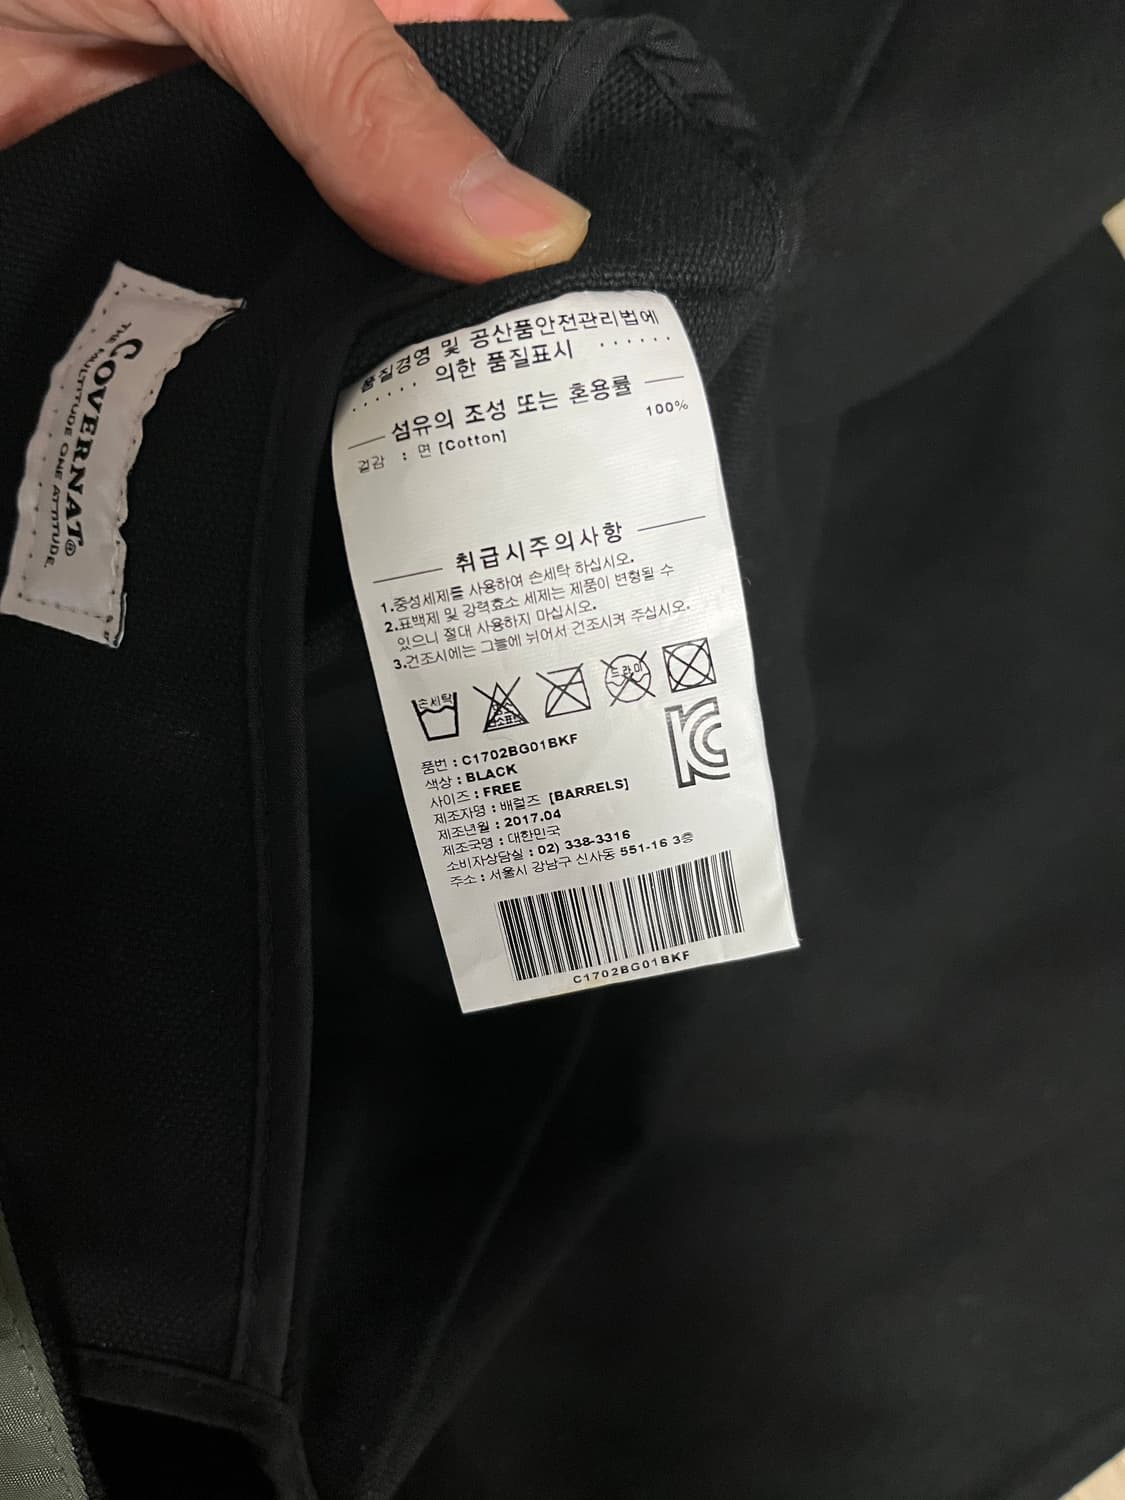 THE MULTITUDE ONE ATTITUDE.
COVERNAT®
품질경영 및 공산품안전관리법에
의한 품질표시
섬유의 조성 또는 혼용률
겉감 : 면 [Cotton] 100%
취급시주의사항
1.중성세제를 사용하여 손세탁 하십시오.
2.표백제 및 강력효소 세제는 제품이 변형될 수
있으니 절대 사용하지 마십시오.
3.건조시에는 그늘에 뉘어서 건조시켜 주십시오.
손세탁
드라이
품번 : C1702BG01BKF
색상 : BLACK
사이즈 : FREE
제조자명 : 배럴즈 [BARRELS]
제조년월 : 2017.04
제조국명 : 대한민국
소비자상담실 : 02) 338-3316
주소 : 서울시 강남구 신사동 551-16 3층
C1702BG01BKF